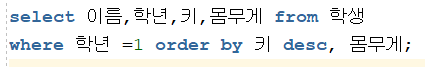 select 이름,학년,키,몸무게 from 학생
where 학년 =1 order by 키 desc, 몸무게;